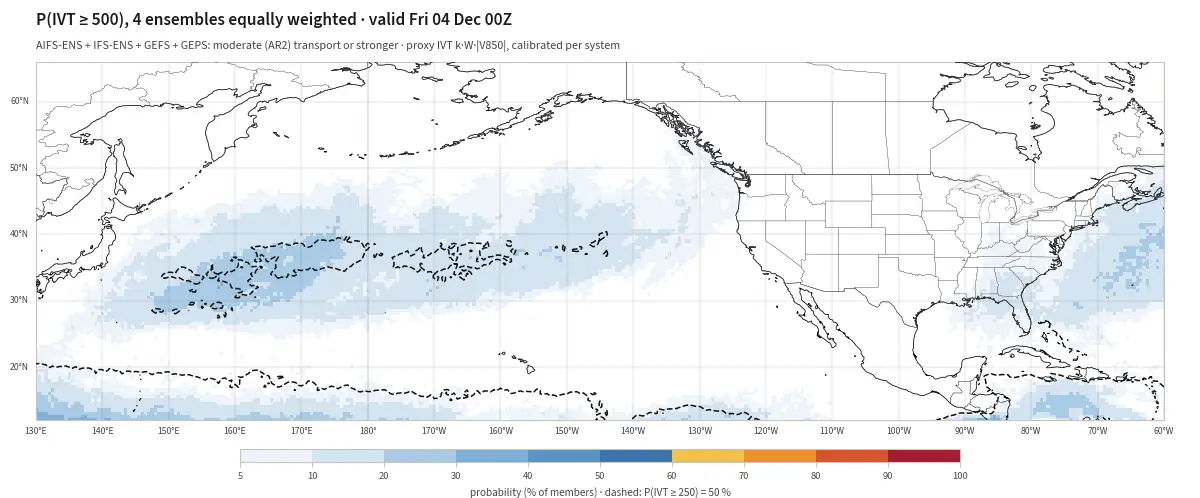 P(IVT ≥ 500), 4 ensembles equally weighted · valid Fri 04 Dec 00Z
AIFS-ENS + IFS-ENS + GEFS + GEPS: moderate (AR2) transport or stronger · proxy IVT k·W·|V850|, calibrated per system
60°N
50°N
40°N
30°N
20°N
130°E 140°E 150°E 160°E 170°E 180° 170°W 160°W 150°W 140°W 130°W 120°W 110°W 100°W 90°W 80°W 70°W 60°W
5 10 20 30 40 50 60 70 80 90 100
probability (% of members) · dashed: P(IVT ≥ 250) = 50 %